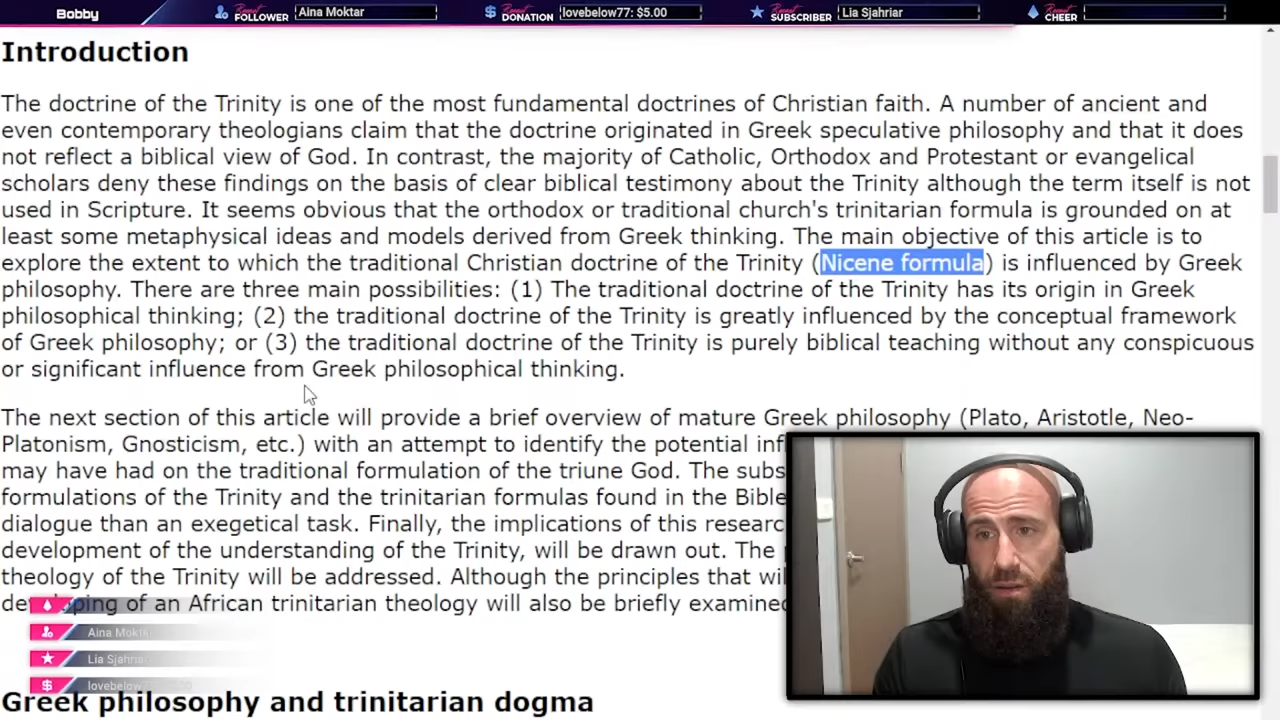 Bobby
Recent FOLLOWER Aina Moktar
Recent DONATION lovebelow77: $5.00
Recent SUBSCRIBER Lia Sjahriar
Recent CHEER
Introduction
The doctrine of the Trinity is one of the most fundamental doctrines of Christian faith. A number of ancient and
even contemporary theologians claim that the doctrine originated in Greek speculative philosophy and that it does
not reflect a biblical view of God. In contrast, the majority of Catholic, Orthodox and Protestant or evangelical
scholars deny these findings on the basis of clear biblical testimony about the Trinity although the term itself is not
used in Scripture. It seems obvious that the orthodox or traditional church's trinitarian formula is grounded on at
least some metaphysical ideas and models derived from Greek thinking. The main objective of this article is to
explore the extent to which the traditional Christian doctrine of the Trinity (Nicene formula) is influenced by Greek
philosophy. There are three main possibilities: (1) The traditional doctrine of the Trinity has its origin in Greek
philosophical thinking; (2) the traditional doctrine of the Trinity is greatly influenced by the conceptual framework
of Greek philosophy; or (3) the traditional doctrine of the Trinity is purely biblical teaching without any conspicuous
or significant influence from Greek philosophical thinking.
The next section of this article will provide a brief overview of mature Greek philosophy (Plato, Aristotle, Neo-
Platonism, Gnosticism, etc.) with an attempt to identify the potential
may have had on the traditional formulation of the triune God. The
formulations of the Trinity and the trinitarian formulas found in the Bible
dialogue than an exegetical task. Finally, the implications of this
development of the understanding of the Trinity, will be drawn out. The
theology of the Trinity will be addressed. Although the principles that
of an African trinitarian theology will also be briefly examined
Aina
Lia
lovebelow
Greek philosophy and trinitarian dogma